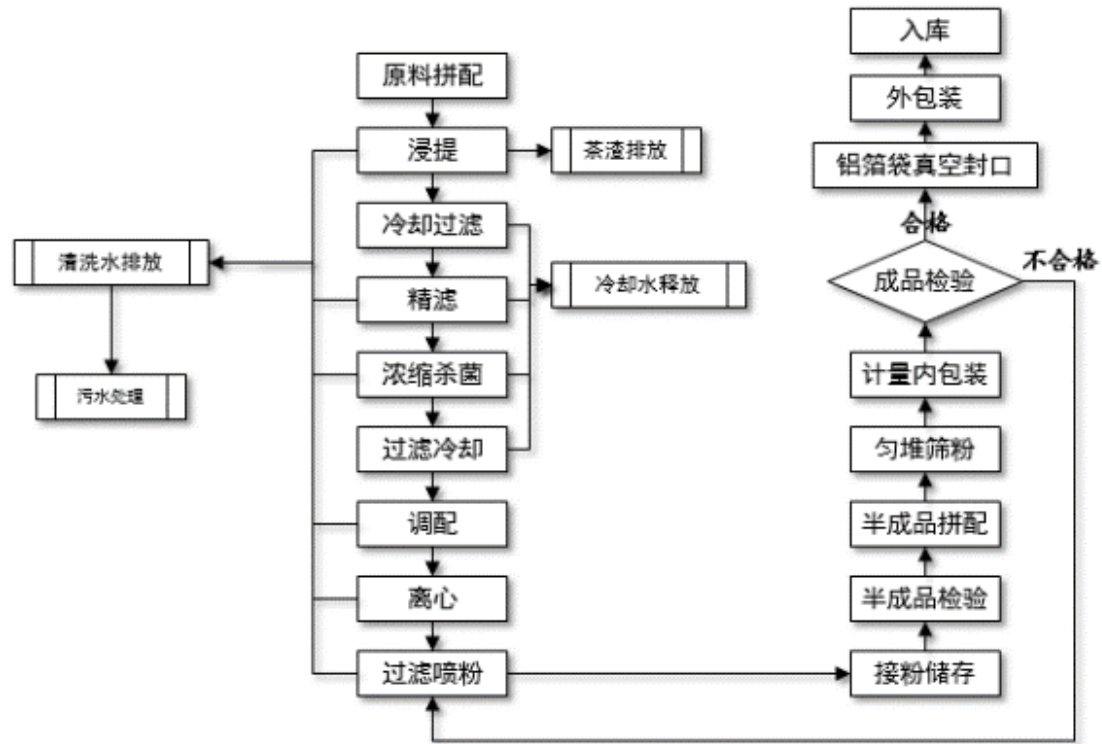 原料拼配
浸提
茶渣排放
冷却过滤
清洗水排放
冷却水释放
精滤
浓缩杀菌
污水处理
过滤冷却
调配
离心
过滤喷粉
入库
外包装
铝箔袋真空封口
合格
不合格
成品检验
计量内包装
匀堆筛粉
半成品拼配
半成品检验
接粉储存